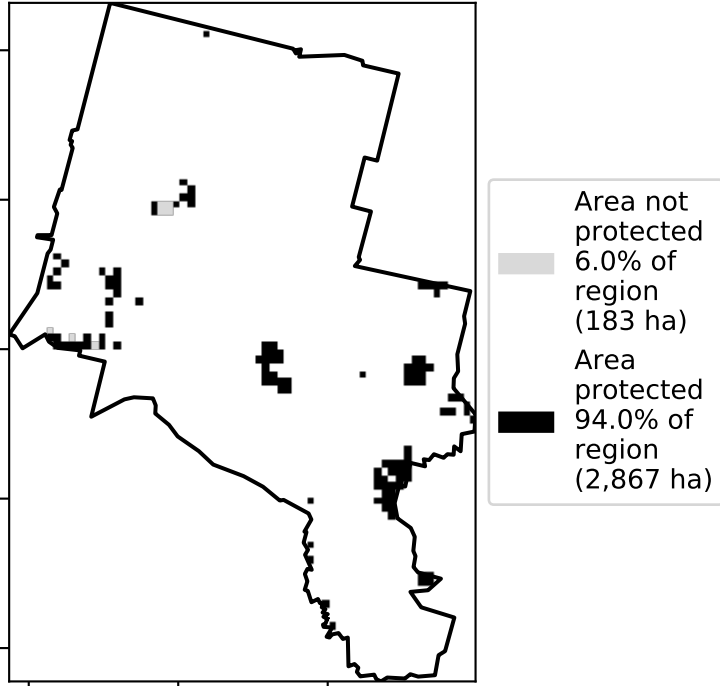 Area not
protected
6.0% of
region
(183 ha)
Area
protected
94.0% of
region
(2,867 ha)